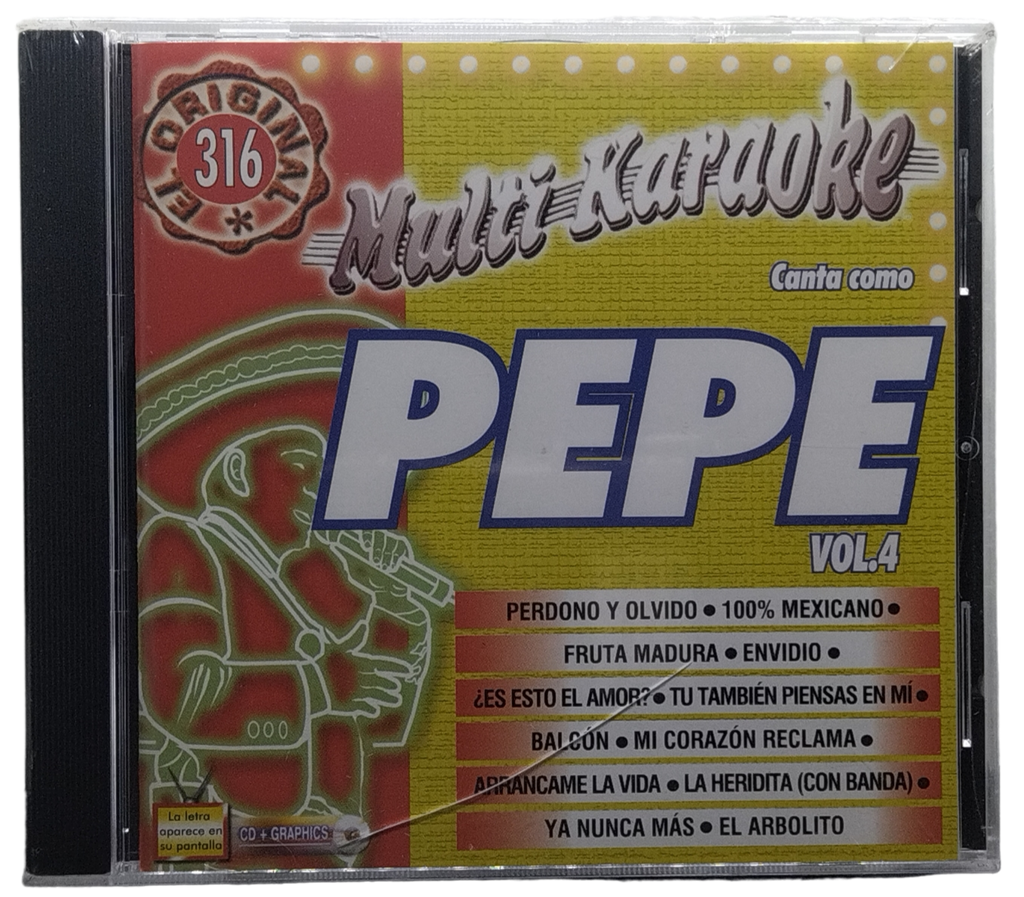 EL ORIGINAL *
316
Multi Karaoke
Canta como
PEPE
VOL.4
PERDONO Y OLVIDO • 100% MEXICANO •
FRUTA MADURA • ENVIDIO •
¿ES ESTO EL AMOR? • TU TAMBIÉN PIENSAS EN MÍ •
BALCÓN • MI CORAZÓN RECLAMA •
ARRÁNCAME LA VIDA • LA HERIDITA (CON BANDA) •
YA NUNCA MÁS • EL ARBOLITO
La letra
aparece en
su pantalla
CD + GRAPHICS